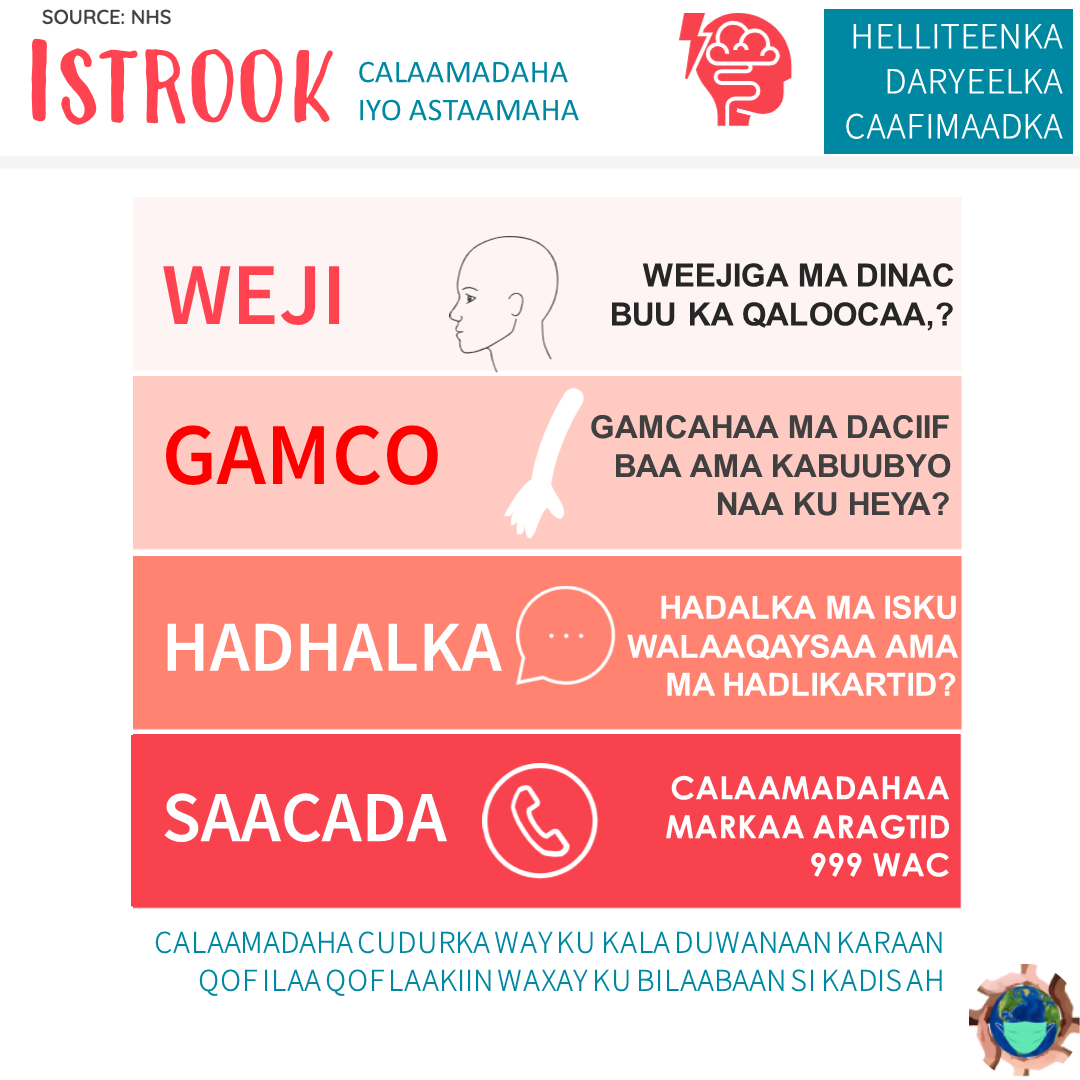 SOURCE: NHS
ISTROOK
CALAAMADAHA
IYO ASTAAMAHA
HELLITEENKA
DARYEELKA
CAAFIMAADKA
WEJI
WEEJIGA MA DINAC
BUU KA QALOOCAA,?
GAMCO
GAMCAHAA MA DACIIF
BAA AMA KABUUBYO
NAA KU HEYA?
HADHALKA
HADALKA MA ISKU
WALAAQAYSAA AMA
MA HADLIKARTID?
SAACADA
CALAAMADAHAA
MARKAA ARAGTID
999 WAC
CALAAMADAHA CUDURKA WAY KU KALA DUWANAAN KARAAN
QOF ILAA QOF LAAKIIN WAXAY KU BILAABAAN SI KADIS AH